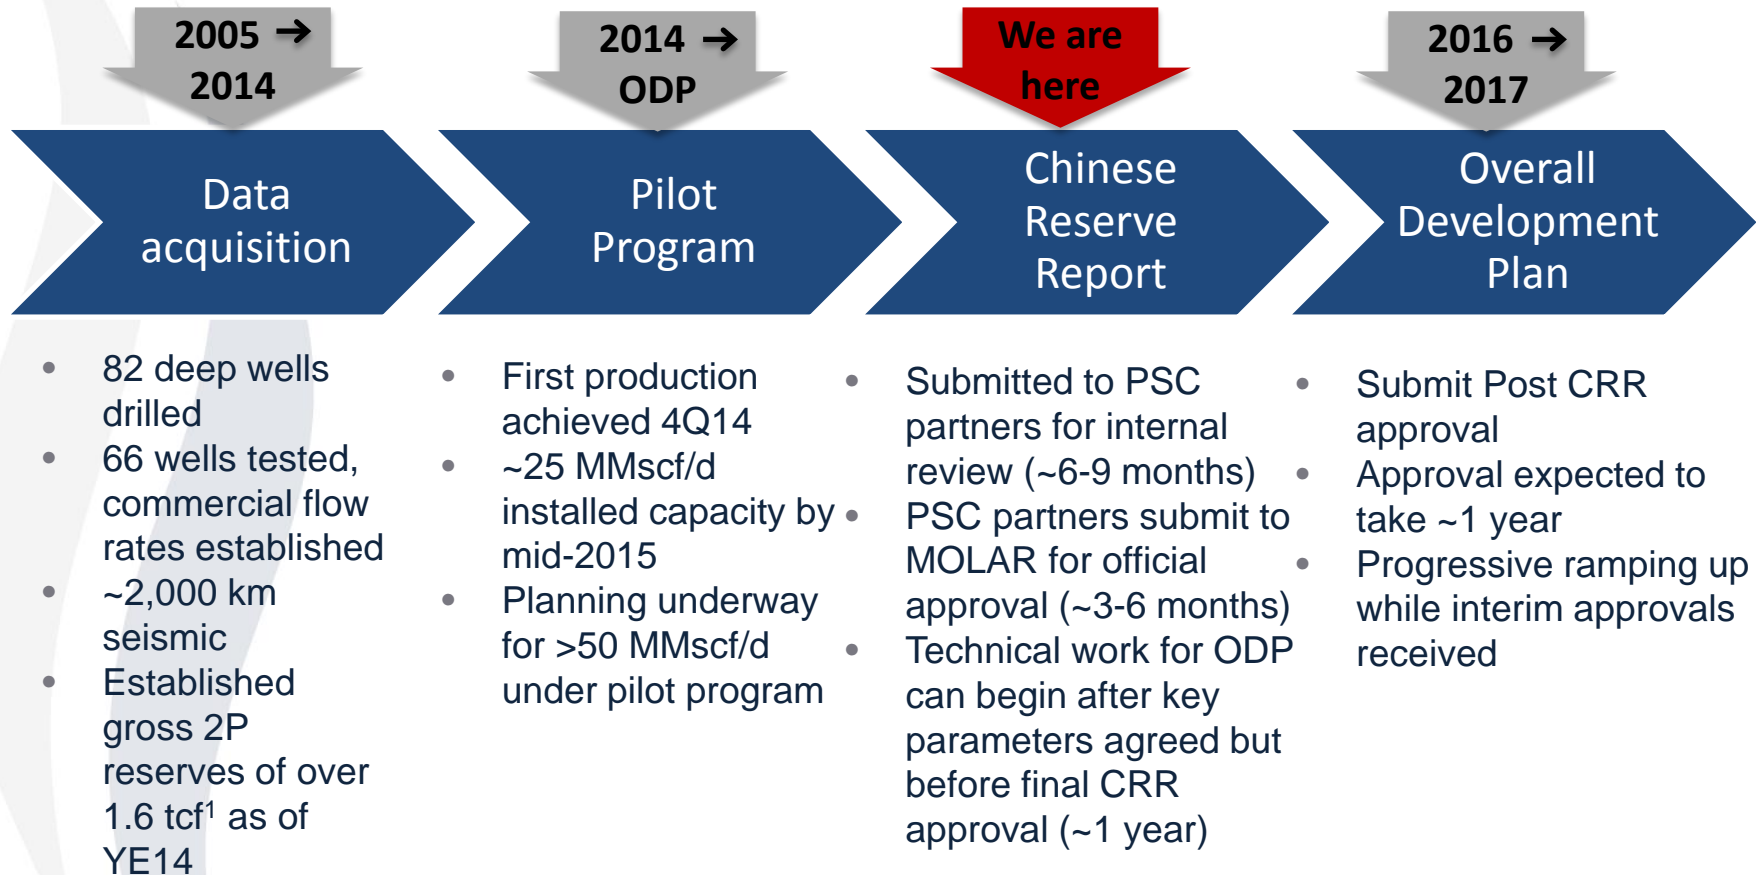 2005 →
2014
2014 →
ODP
We are
here
2016 →
2017
Data
acquisition
Pilot
Program
Chinese
Reserve
Report
Overall
Development
Plan
• 82 deep wells
drilled
• 66 wells tested,
commercial flow
rates established
• ~2,000 km
seismic
• Established
gross 2P
reserves of over
1.6 tcf¹ as of
YE14
• First production
achieved 4Q14
• ~25 MMscf/d
installed capacity by
mid-2015
• Planning underway
for >50 MMscf/d
under pilot program
• Submitted to PSC
partners for internal
review (~6-9 months)
• PSC partners submit to
MOLAR for official
approval (~3-6 months)
• Technical work for ODP
can begin after key
parameters agreed but
before final CRR
approval (~1 year)
• Submit Post CRR
approval
• Approval expected to
take ~1 year
• Progressive ramping up
while interim approvals
received